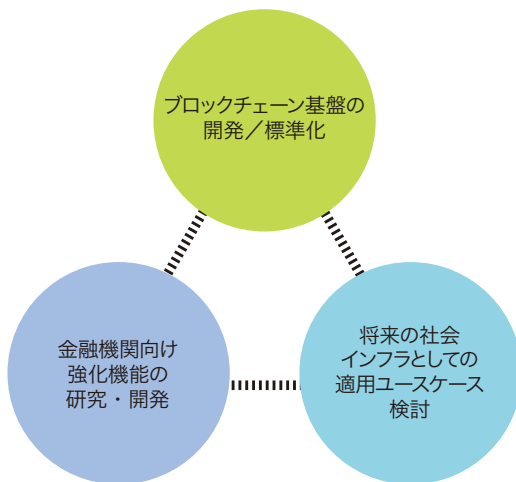 ブロックチェーン基盤の
開発／標準化
金融機関向け
強化機能の
研究・開発
将来の社会
インフラとしての
適用ユースケース
検討